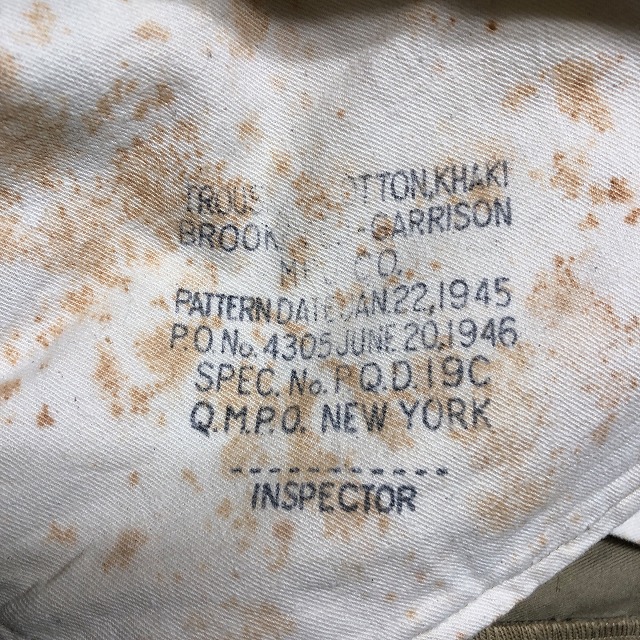 TROUS OTTON, KHAKI
BROOK -GARRISON
MF CO.
PATTERN DATE JAN.22,1945
P.O.No.4305 JUNE 20,1946
SPEC. No. P.Q.D.19C
Q.M.P.O. NEW YORK
INSPECTOR